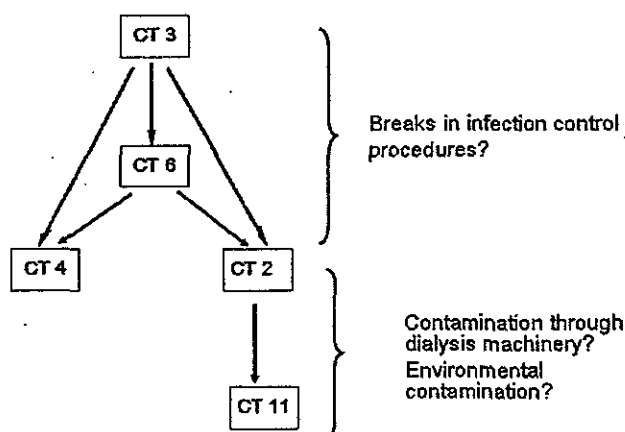 CT 3
Breaks in infection control
procedures?
CT 6
CT 4
CT 2
Contamination through
dialysis machinery?
Environmental
contamination?
CT 11